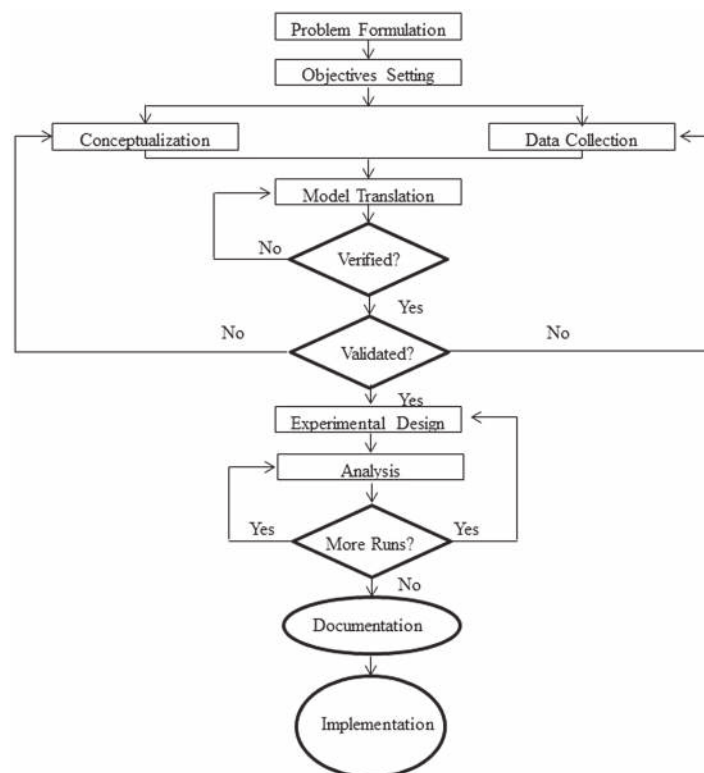 Problem Formulation
Objectives Setting
Conceptualization
Data Collection
Model Translation
No
Verified?
Yes
No
No
Validated?
Yes
Experimental Design
Analysis
Yes
Yes
More Runs?
No
Documentation
Implementation